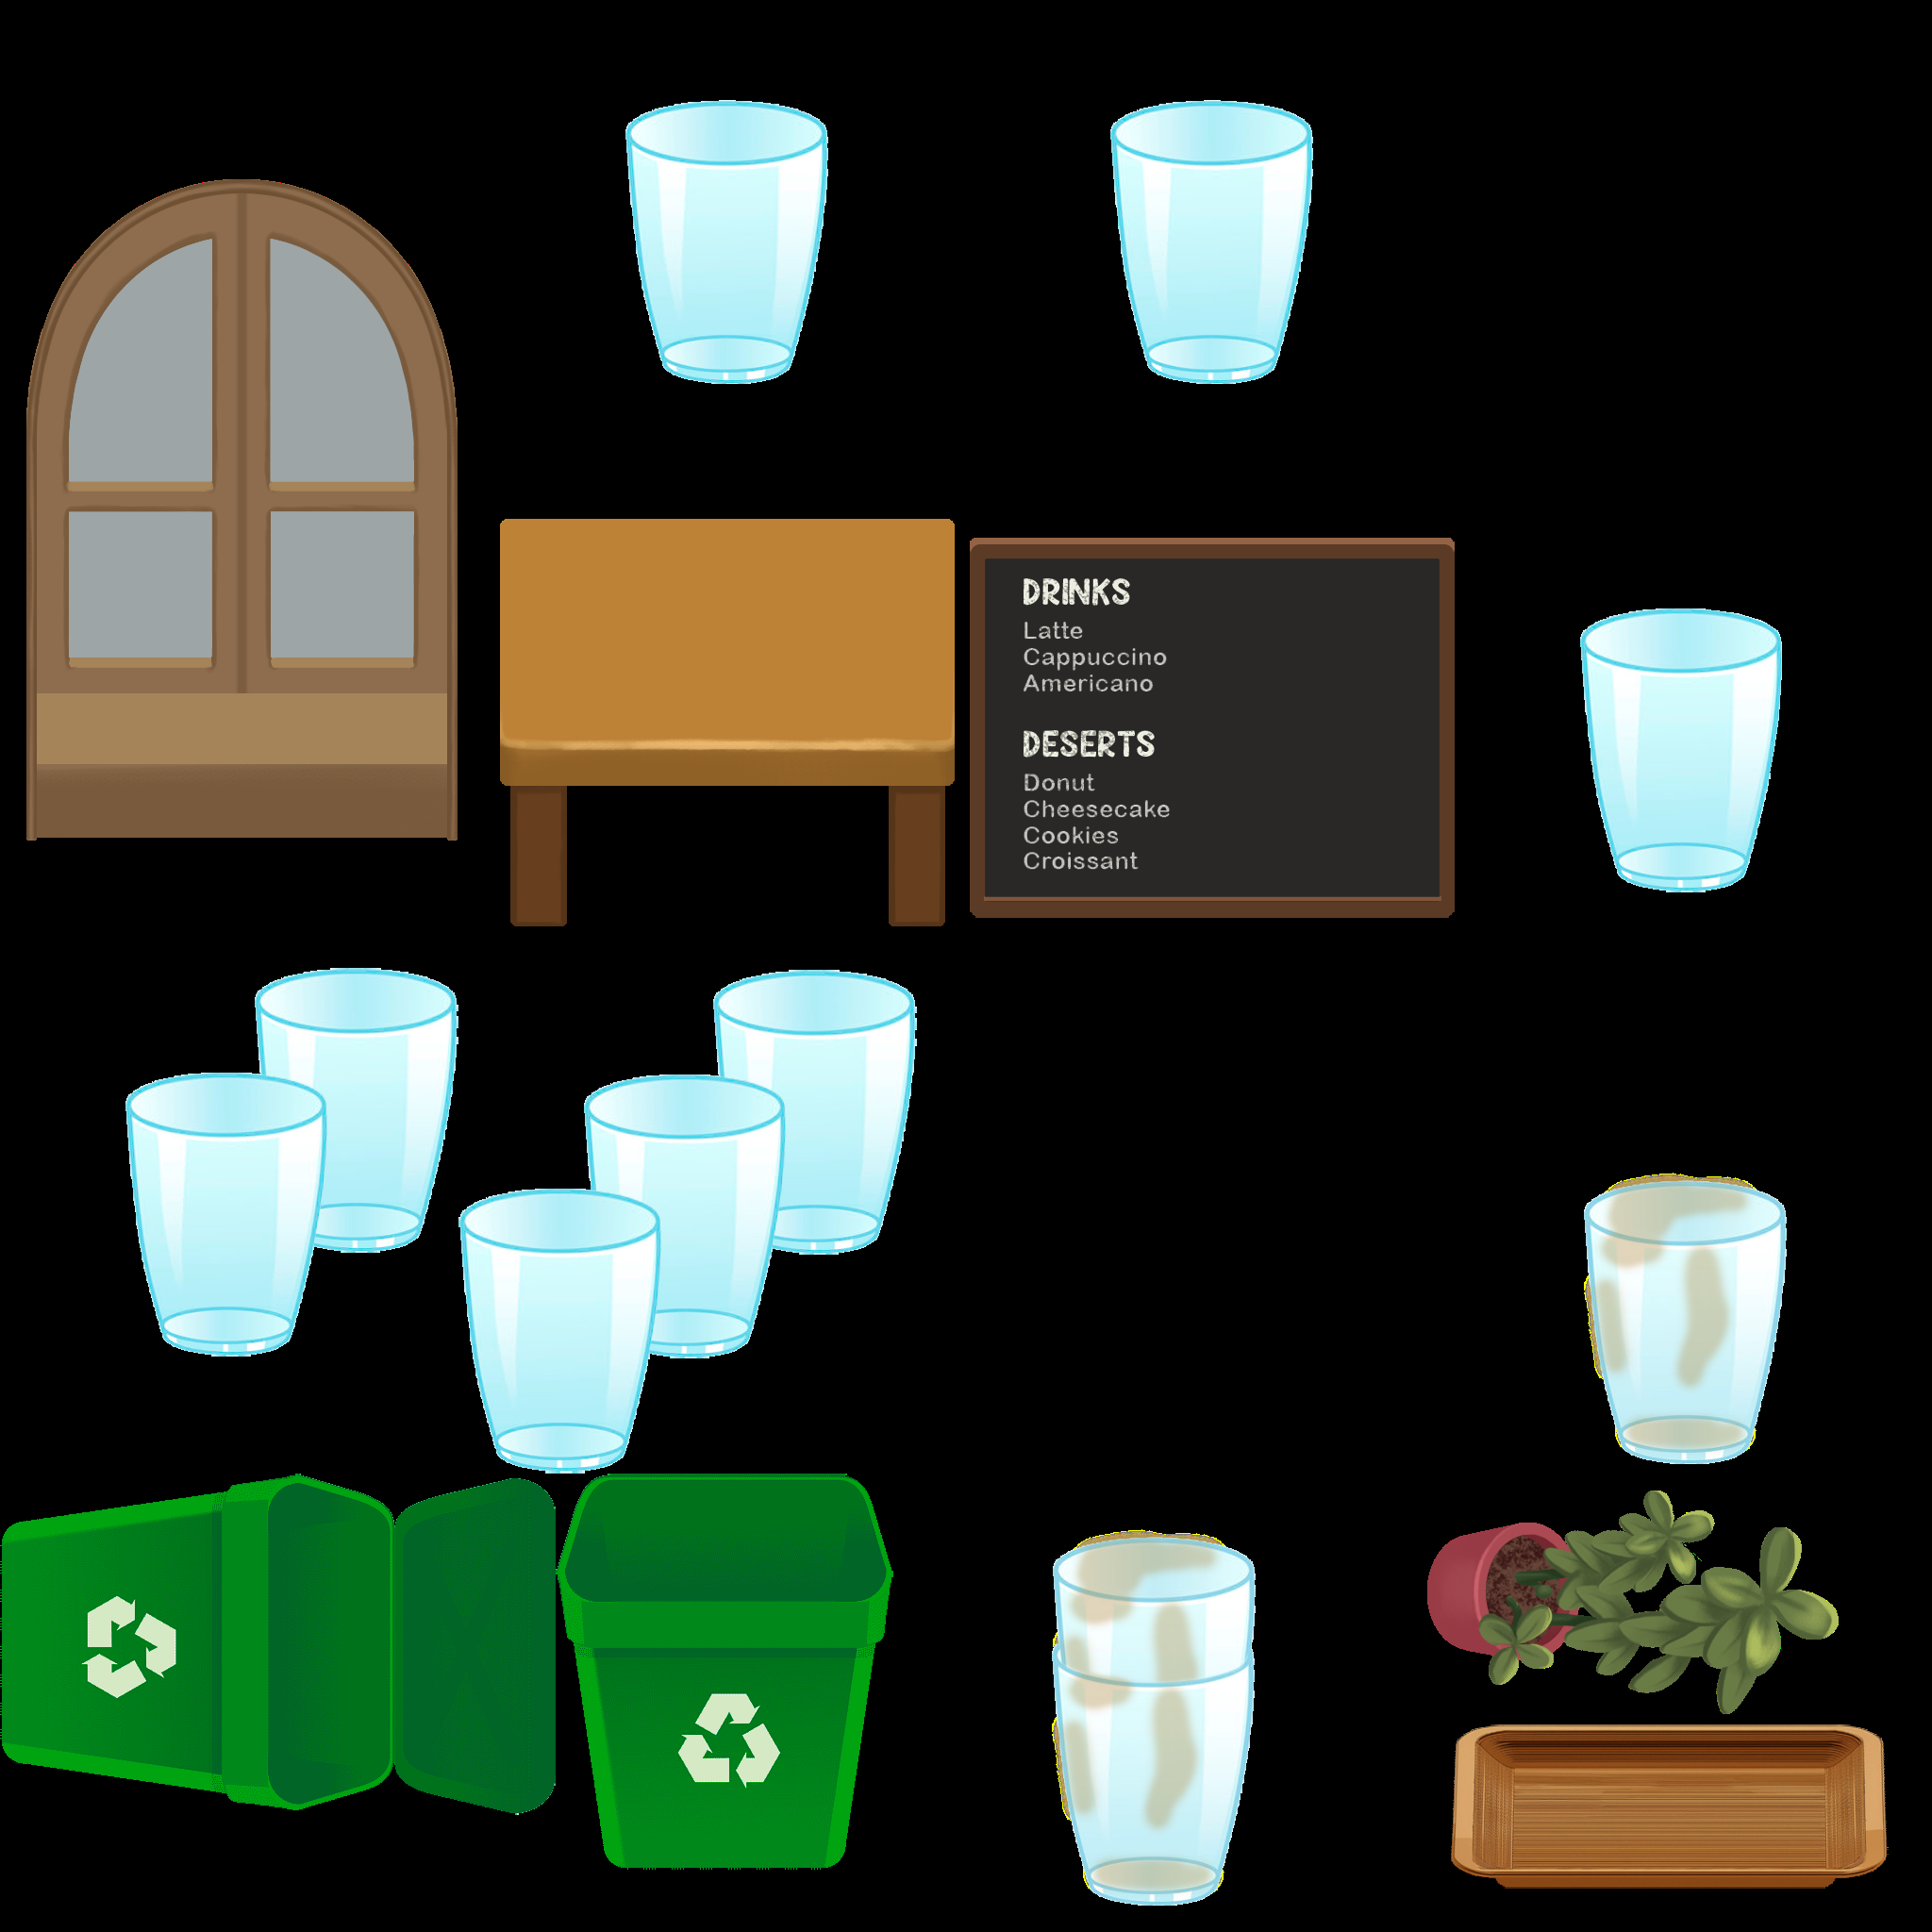 DRINKS
Latte
Cappuccino
Americano
DESERTS
Donut
Cheesecake
Cookies
Croissant